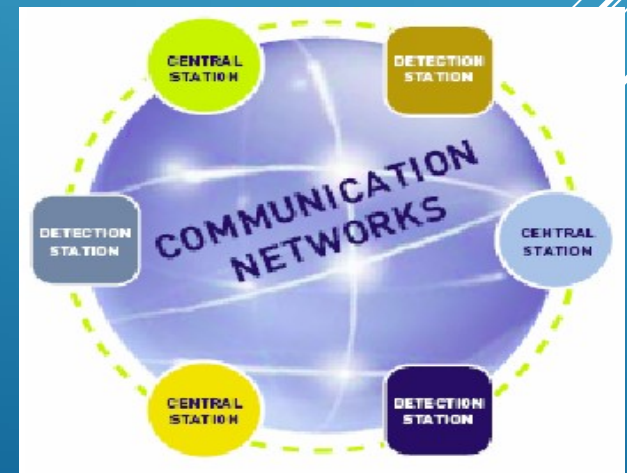 CENTRAL
STATION
DETECTION
STATION
COMMUNICATION
NETWORKS
DETECTION
STATION
CENTRAL
STATION
CENTRAL
STATION
DETECTION
STATION